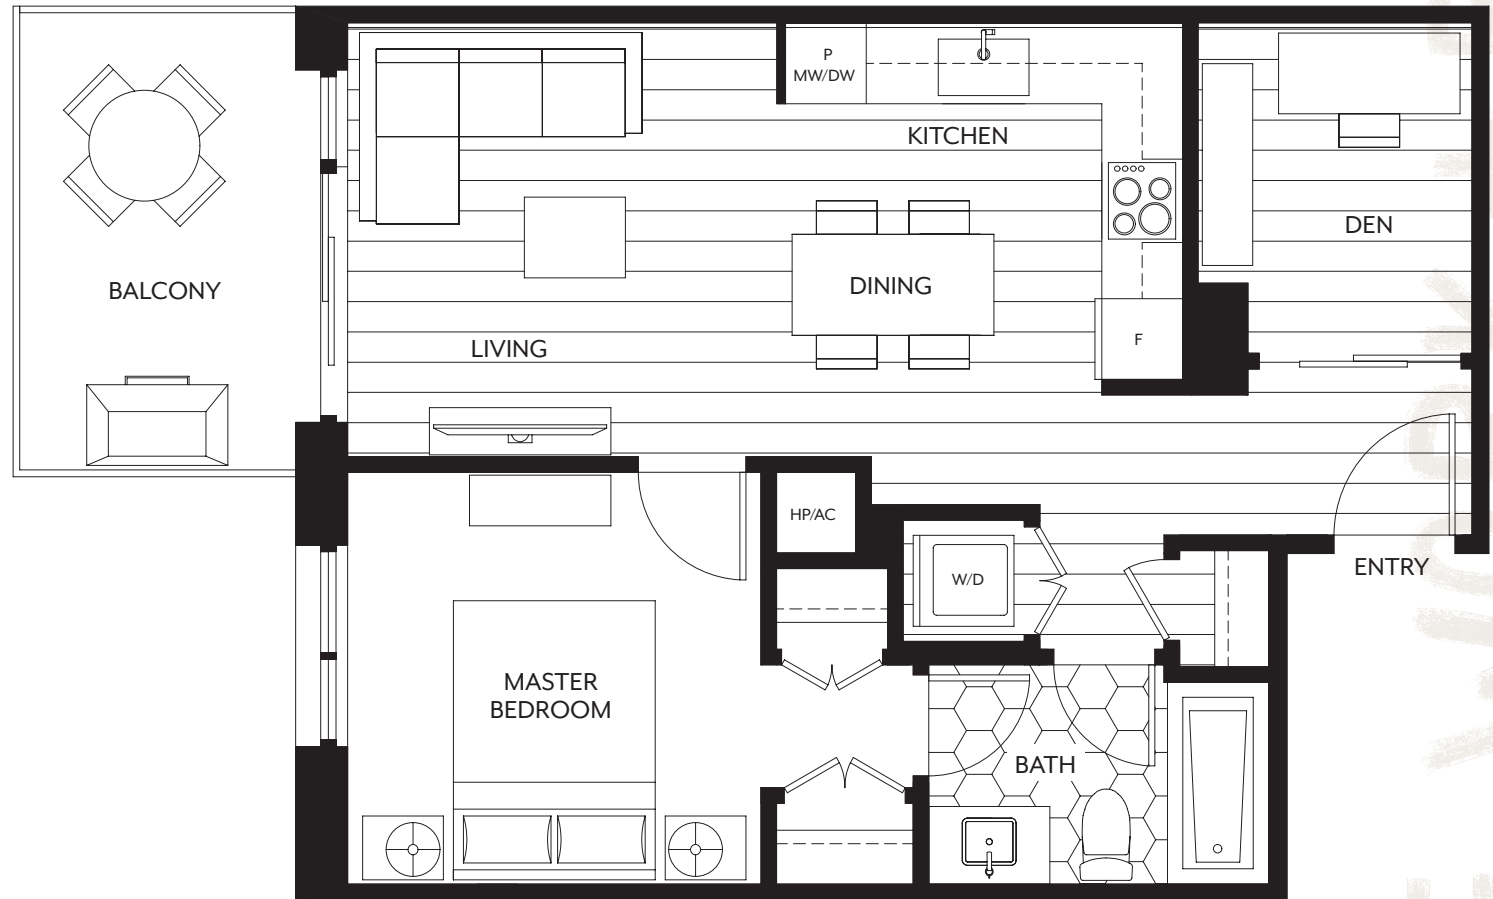 P
MW/DW
KITCHEN
DEN
BALCONY
DINING
LIVING
F
HP/AC
W/D
ENTRY
MASTER
BEDROOM
BATH